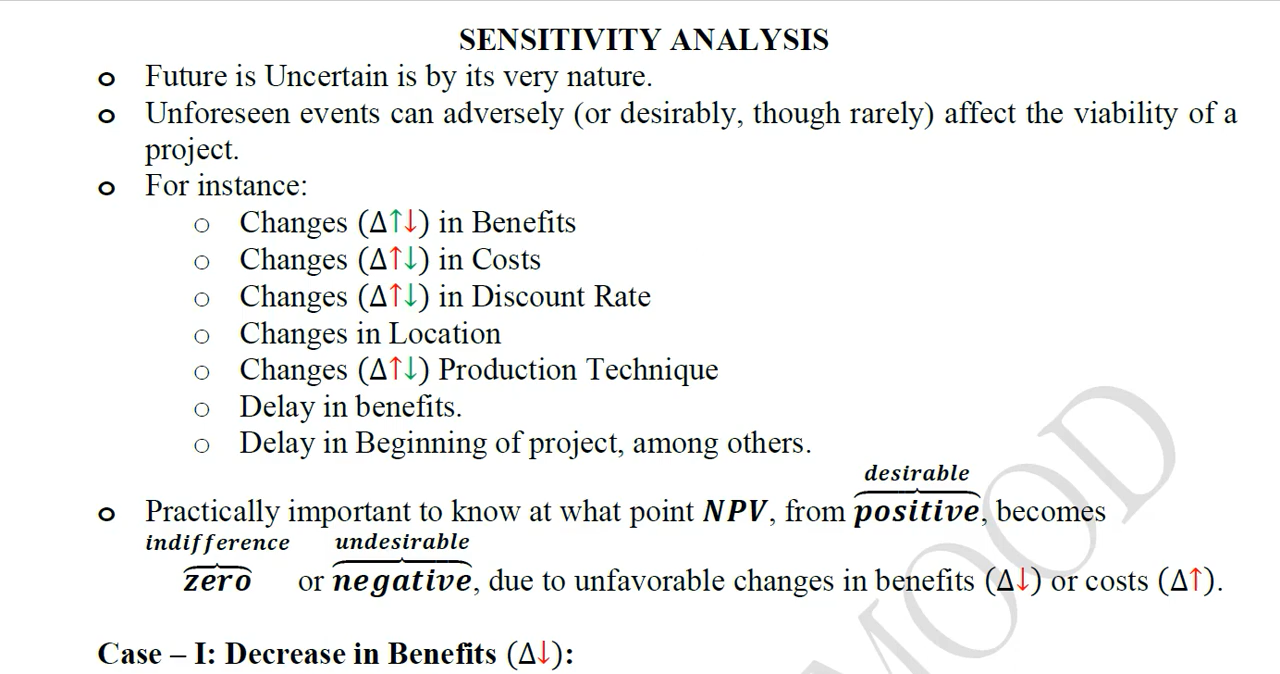 SENSITIVITY ANALYSIS
o Future is Uncertain is by its very nature.
o Unforeseen events can adversely (or desirably, though rarely) affect the viability of a
project.
o For instance:
○ Changes (Δ↑↓) in Benefits
○ Changes (Δ↑↓) in Costs
○ Changes (Δ↑↓) in Discount Rate
○ Changes in Location
○ Changes (Δ↑↓) Production Technique
○ Delay in benefits.
○ Delay in Beginning of project, among others.
desirable
o Practically important to know at what point NPV, from positive, becomes
indifference undesirable
zero or negative, due to unfavorable changes in benefits (Δ↓) or costs (Δ↑).
Case – I: Decrease in Benefits (Δ↓):
MOOD